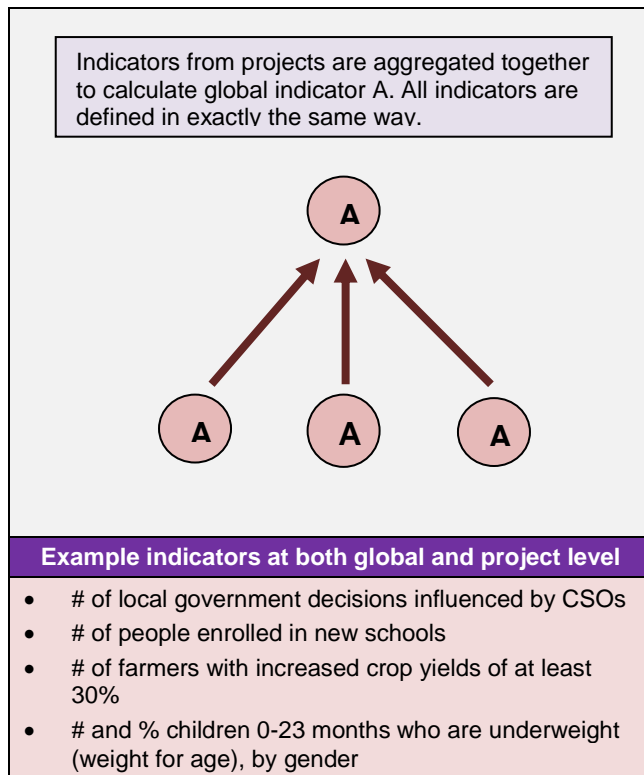 Indicators from projects are aggregated together
to calculate global indicator A. All indicators are
defined in exactly the same way.
A
A
A
A
Example indicators at both global and project level
• # of local government decisions influenced by CSOs
• # of people enrolled in new schools
• # of farmers with increased crop yields of at least
30%
• # and % children 0-23 months who are underweight
(weight for age), by gender